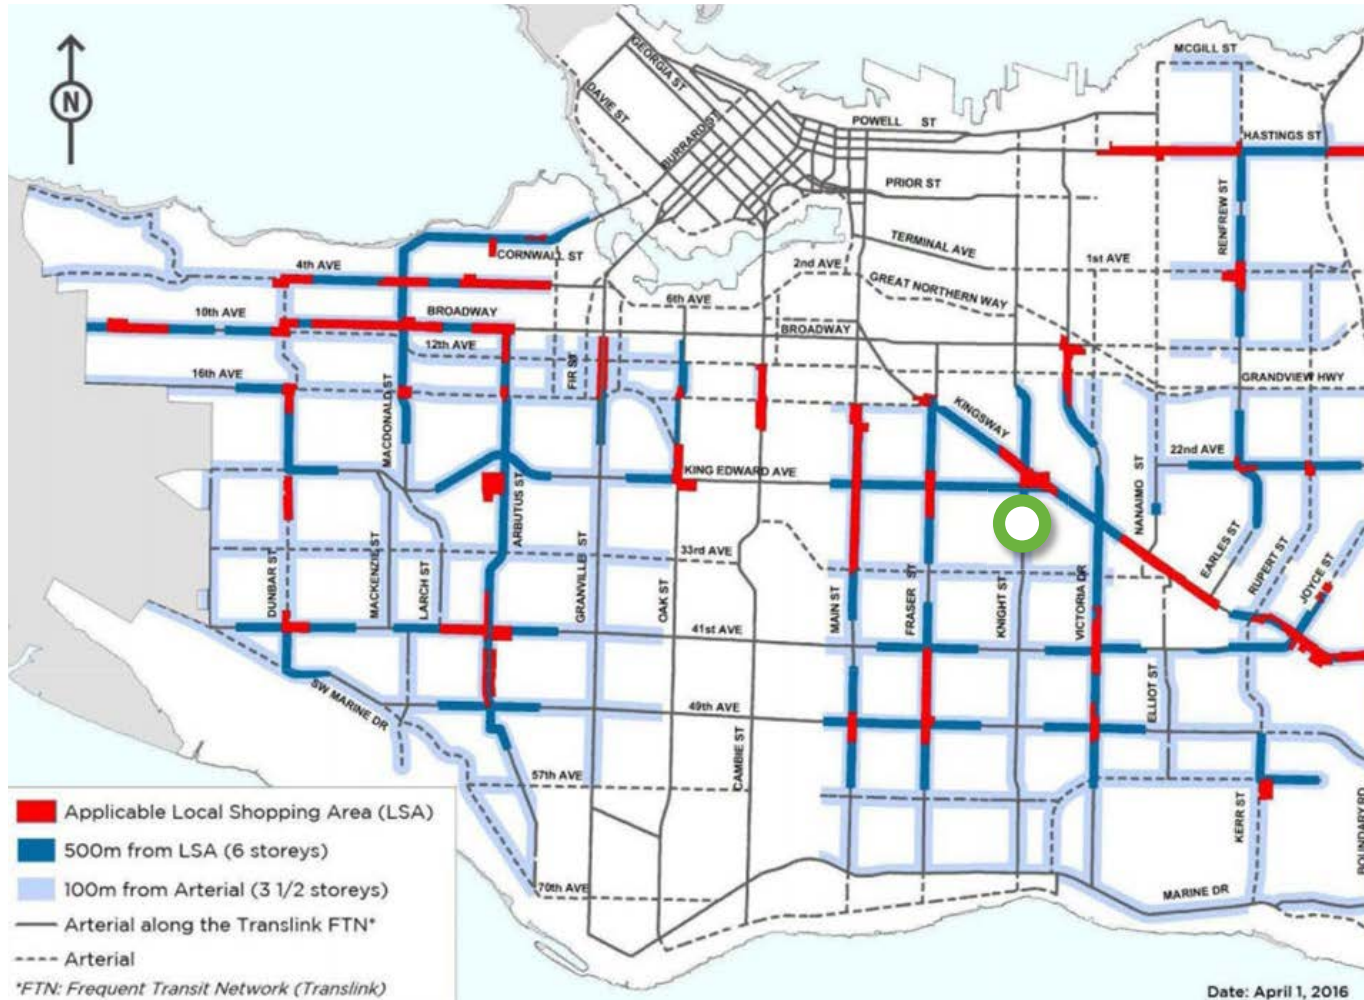 N
MCGILL ST
GEORGIA ST
DAVIE ST
BURRARD ST
POWELL ST
HASTINGS ST
PRIOR ST
RENFREW ST
TERMINAL AVE
CORNWALL ST
4th AVE
2nd AVE
1st AVE
GREAT NORTHERN WAY
6th AVE
10th AVE
BROADWAY
BROADWAY
12th AVE
FIR ST
16th AVE
GRANDVIEW HWY
MACDONALD ST
KINGSWAY
22nd AVE
KING EDWARD AVE
ARBUTUS ST
NANAIMO ST
33rd AVE
EARLES ST
RUPERT ST
JOYCE ST
DUNBAR ST
MACKENZIE ST
LARCH ST
GRANVILLE ST
OAK ST
MAIN ST
FRASER ST
KNIGHT ST
VICTORIA DR
41st AVE
ELLIOT ST
SW MARINE DR
49th AVE
CAMBIE ST
57th AVE
KERR ST
BOUNDARY RD
70th AVE
MARINE DR
Applicable Local Shopping Area (LSA)
500m from LSA (6 storeys)
100m from Arterial (3 1/2 storeys)
Arterial along the Translink FTN*
Arterial
*FTN: Frequent Transit Network (Translink)
Date: April 1, 2016